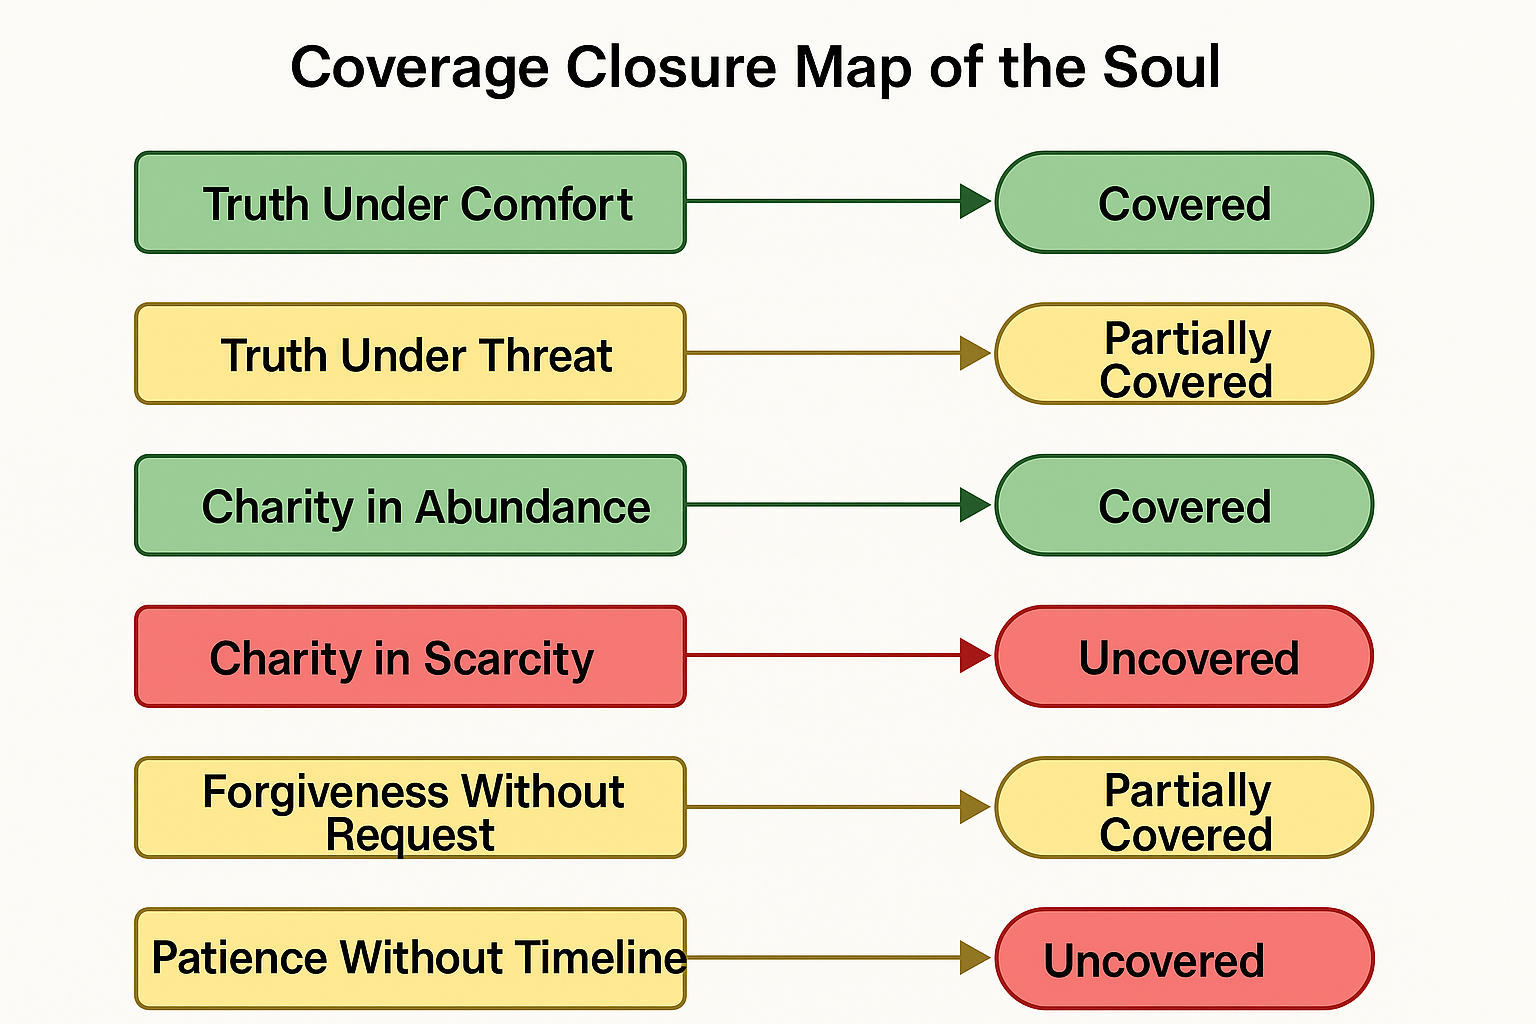 Coverage Closure Map of the Soul
Truth Under Comfort
Covered
Truth Under Threat
Partially
Covered
Charity in Abundance
Covered
Charity in Scarcity
Uncovered
Forgiveness Without
Request
Partially
Covered
Patience Without Timeline
Uncovered